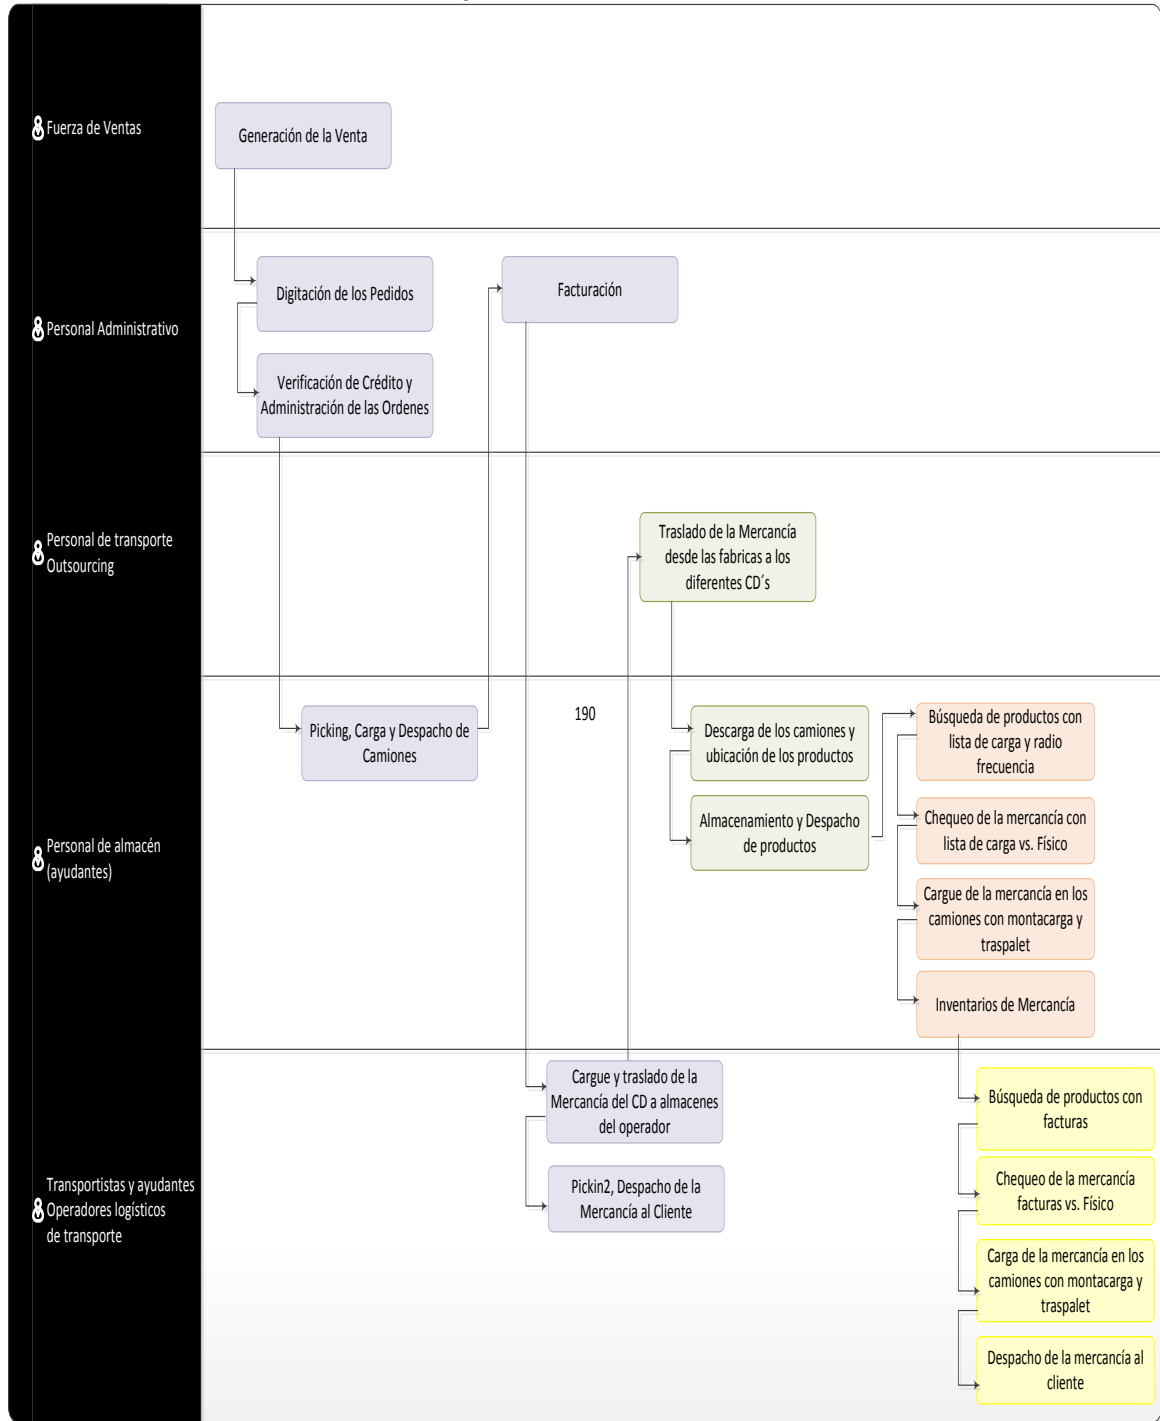 Fuerza de Ventas
Generación de la Venta
Personal Administrativo
Digitación de los Pedidos
Facturación
Verificación de Crédito y
Administración de las Ordenes
Personal de transporte
Outsourcing
Traslado de la Mercancía
desde las fabricas a los
diferentes CD´s
Personal de almacén
(ayudantes)
Picking, Carga y Despacho de
Camiones
190
Descarga de los camiones y
ubicación de los productos
Almacenamiento y Despacho
de productos
Búsqueda de productos con
lista de carga y radio
frecuencia
Chequeo de la mercancía con
lista de carga vs. Físico
Cargue de la mercancía en los
camiones con montacarga y
traspalet
Inventarios de Mercancía
Transportistas y ayudantes
Operadores logísticos
de transporte
Cargue y traslado de la
Mercancía del CD a almacenes
del operador
Pickin2, Despacho de la
Mercancía al Cliente
Búsqueda de productos con
facturas
Chequeo de la mercancía
facturas vs. Físico
Carga de la mercancía en los
camiones con montacarga y
traspalet
Despacho de la mercancía al
cliente